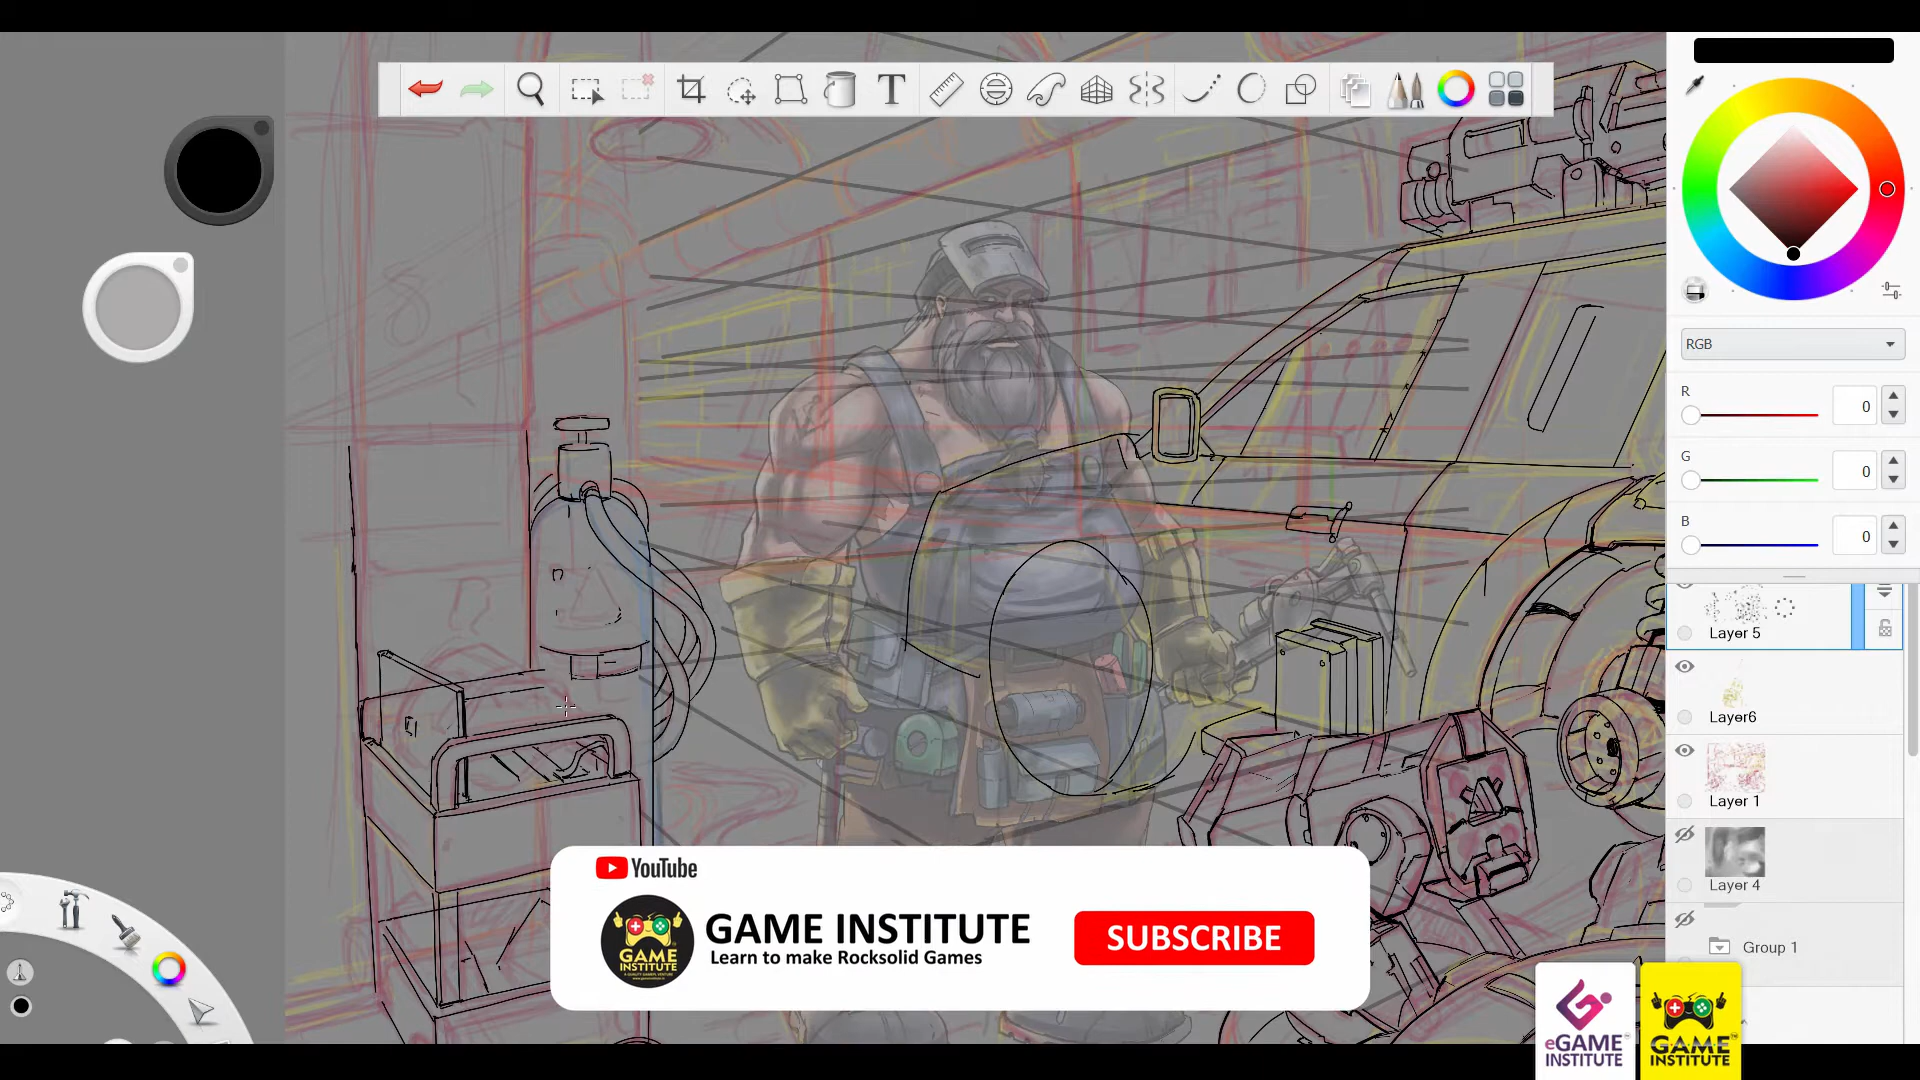 T
RGB
R
0
G
0
B
0
Layer 5
Layer6
Layer 1
Layer 4
Group 1
YouTube
GAME INSTITUTE
Learn to make Rocksolid Games
SUBSCRIBE
GAME
INSTITUTE
eGAME
INSTITUTE
GAME
INSTITUTE